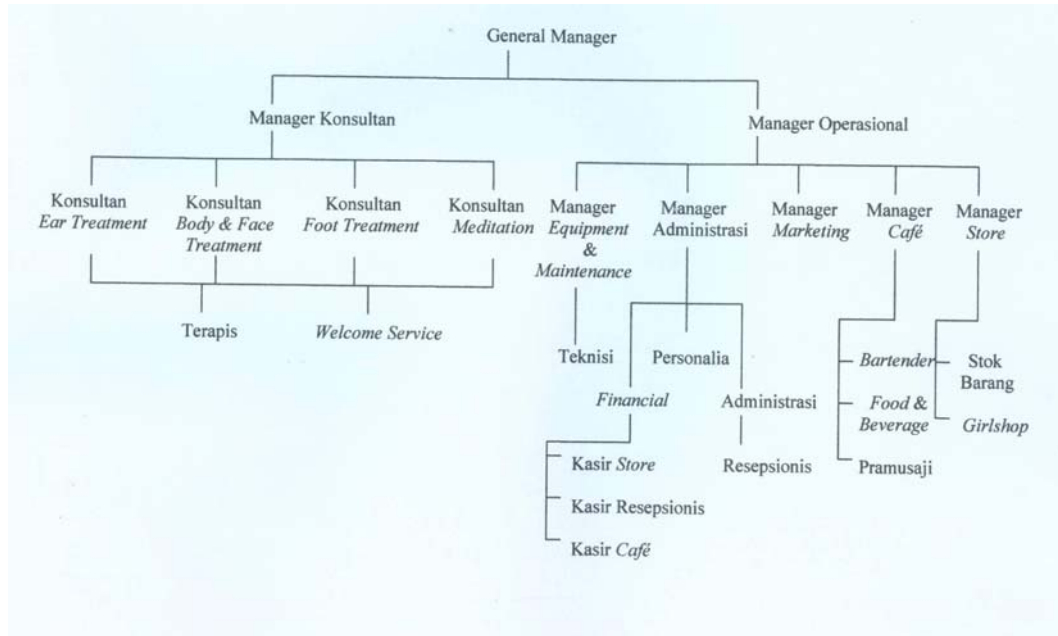 General Manager
Manager Konsultan
Manager Operasional
Konsultan
Ear Treatment
Konsultan
Body & Face
Treatment
Konsultan
Foot Treatment
Konsultan
Meditation
Manager
Equipment
&
Maintenance
Manager
Administrasi
Manager
Marketing
Manager
Café
Manager
Store
Terapis
Welcome Service
Teknisi
Personalia
Financial
Administrasi
Kasir Store
Kasir Resepsionis
Kasir Café
Resepsionis
Bartender
Food &
Beverage
Pramusaji
Stok
Barang
Girlshop